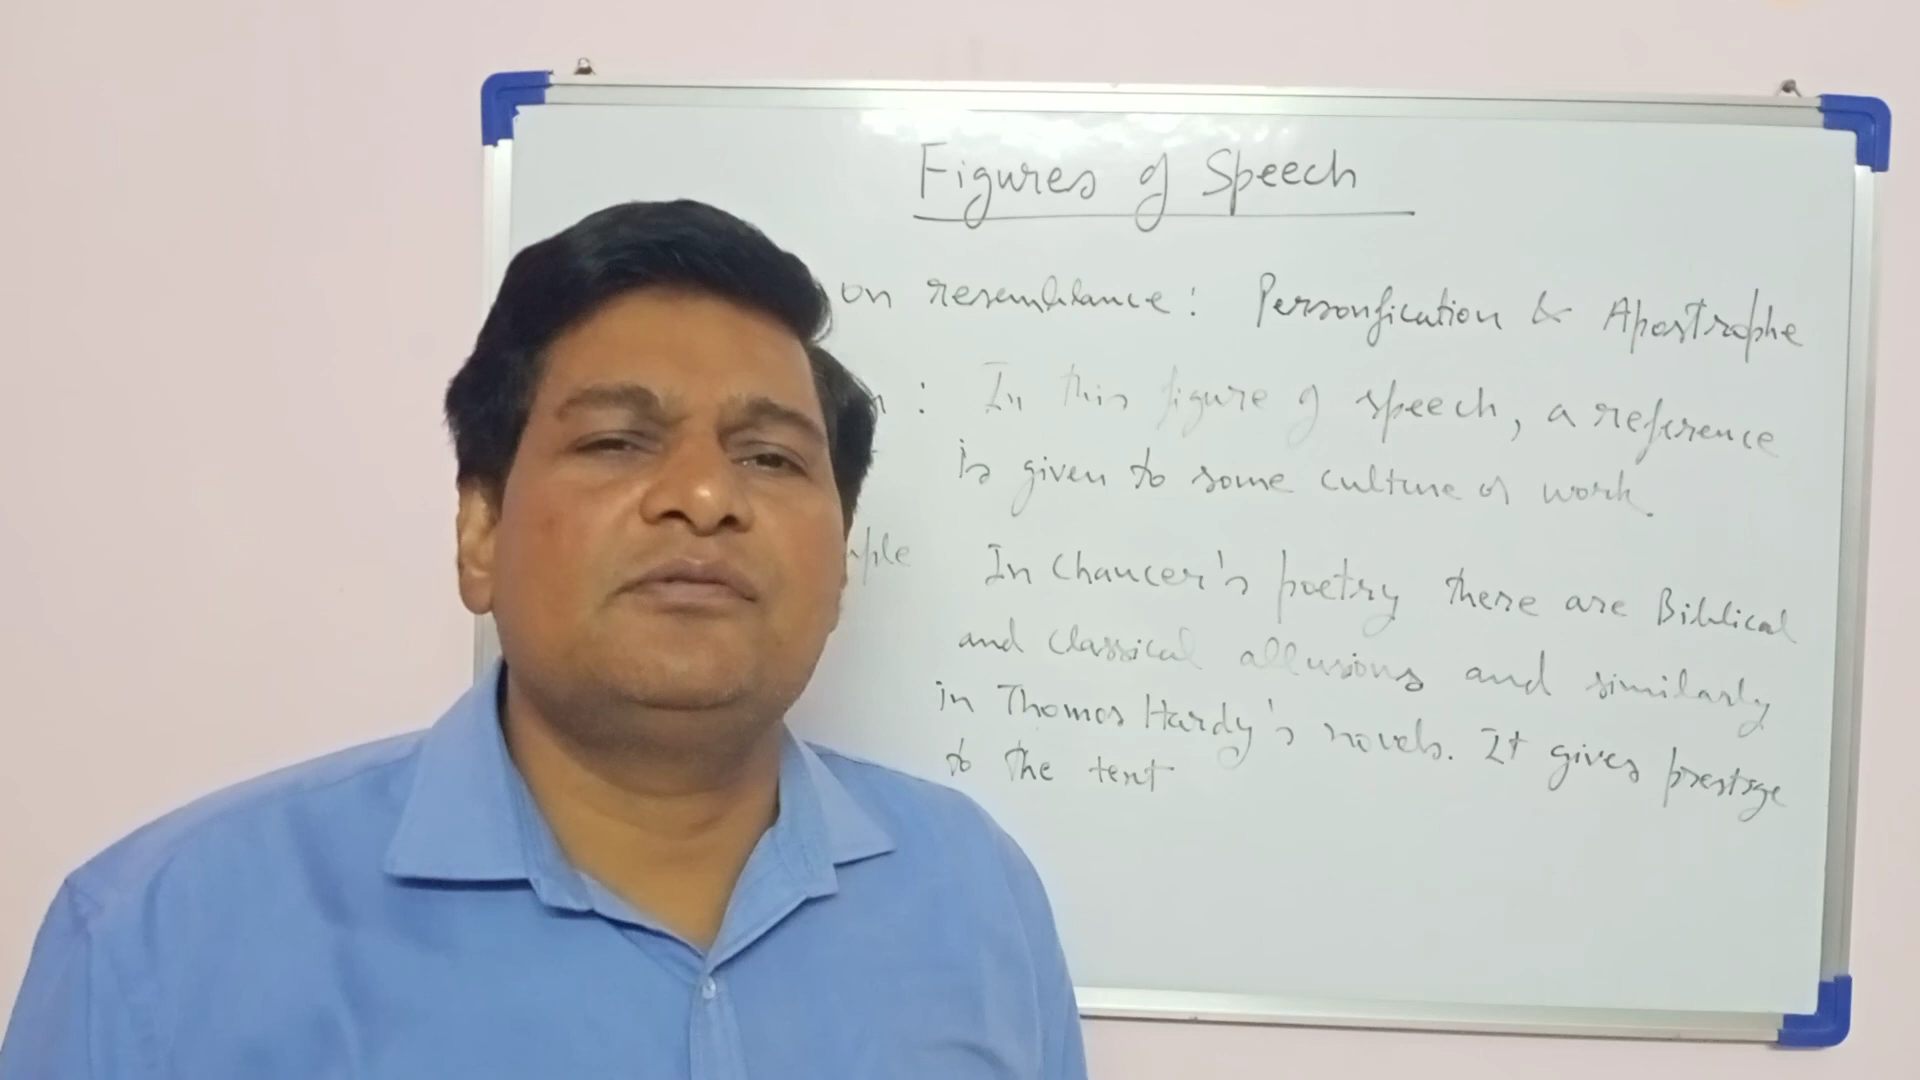 Figures of Speech
on resemblance: Personfication & Apostrophe
n : In this figure of speech, a reference
is given to some culture or work.
mple In Chaucer's poetry there are Biblical
and classical allusions and similarly
in Thomas Hardy's novels. It gives prestige
to the text